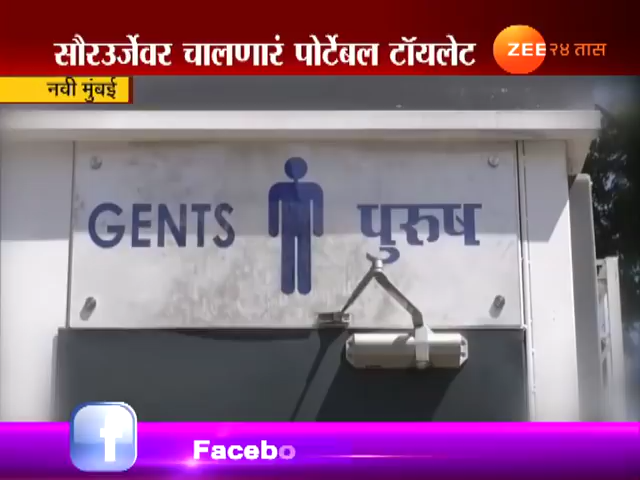 सौरउर्जेवर चालणारं पोर्टेबल टॉयलेट
ZEE २४ तास
नवी मुंबई
GENTS पुरुष
f
Facebo